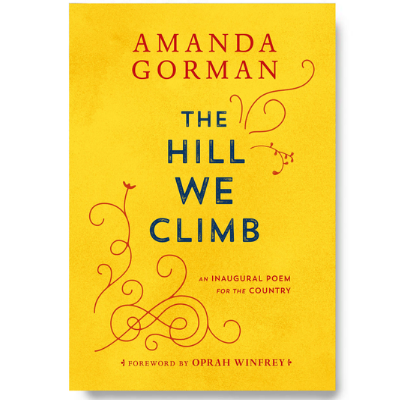 AMANDA
GORMAN
THE
HILL
WE
CLIMB
AN INAUGURAL POEM
FOR THE COUNTRY
FOREWORD BY OPRAH WINFREY